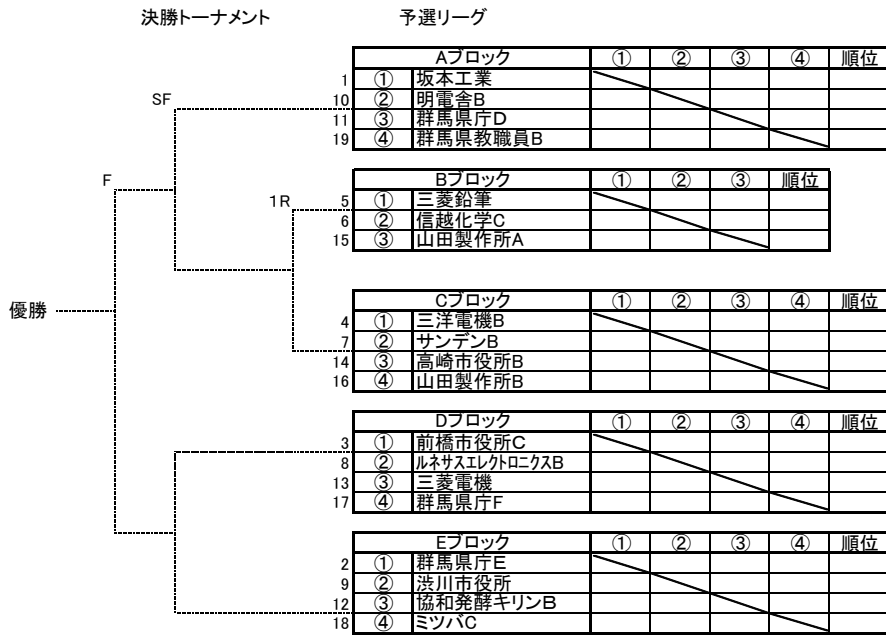 決勝トーナメント 予選リーグ
Aブロック ① ② ③ ④ 順位
1 ① 坂本工業
SF
10 ② 明電舎B
11 ③ 群馬県庁D
19 ④ 群馬県教職員B
F
Bブロック ① ② ③ 順位
1R
5 ① 三菱鉛筆
6 ② 信越化学C
15 ③ 山田製作所A
優勝
Cブロック ① ② ③ ④ 順位
4 ① 三洋電機B
7 ② サンデンB
14 ③ 高崎市役所B
16 ④ 山田製作所B
Dブロック ① ② ③ ④ 順位
3 ① 前橋市役所C
8 ② ルネサスエレクトロニクスB
13 ③ 三菱電機
17 ④ 群馬県庁F
Eブロック ① ② ③ ④ 順位
2 ① 群馬県庁E
9 ② 渋川市役所
12 ③ 協和発酵キリンB
18 ④ ミツバC